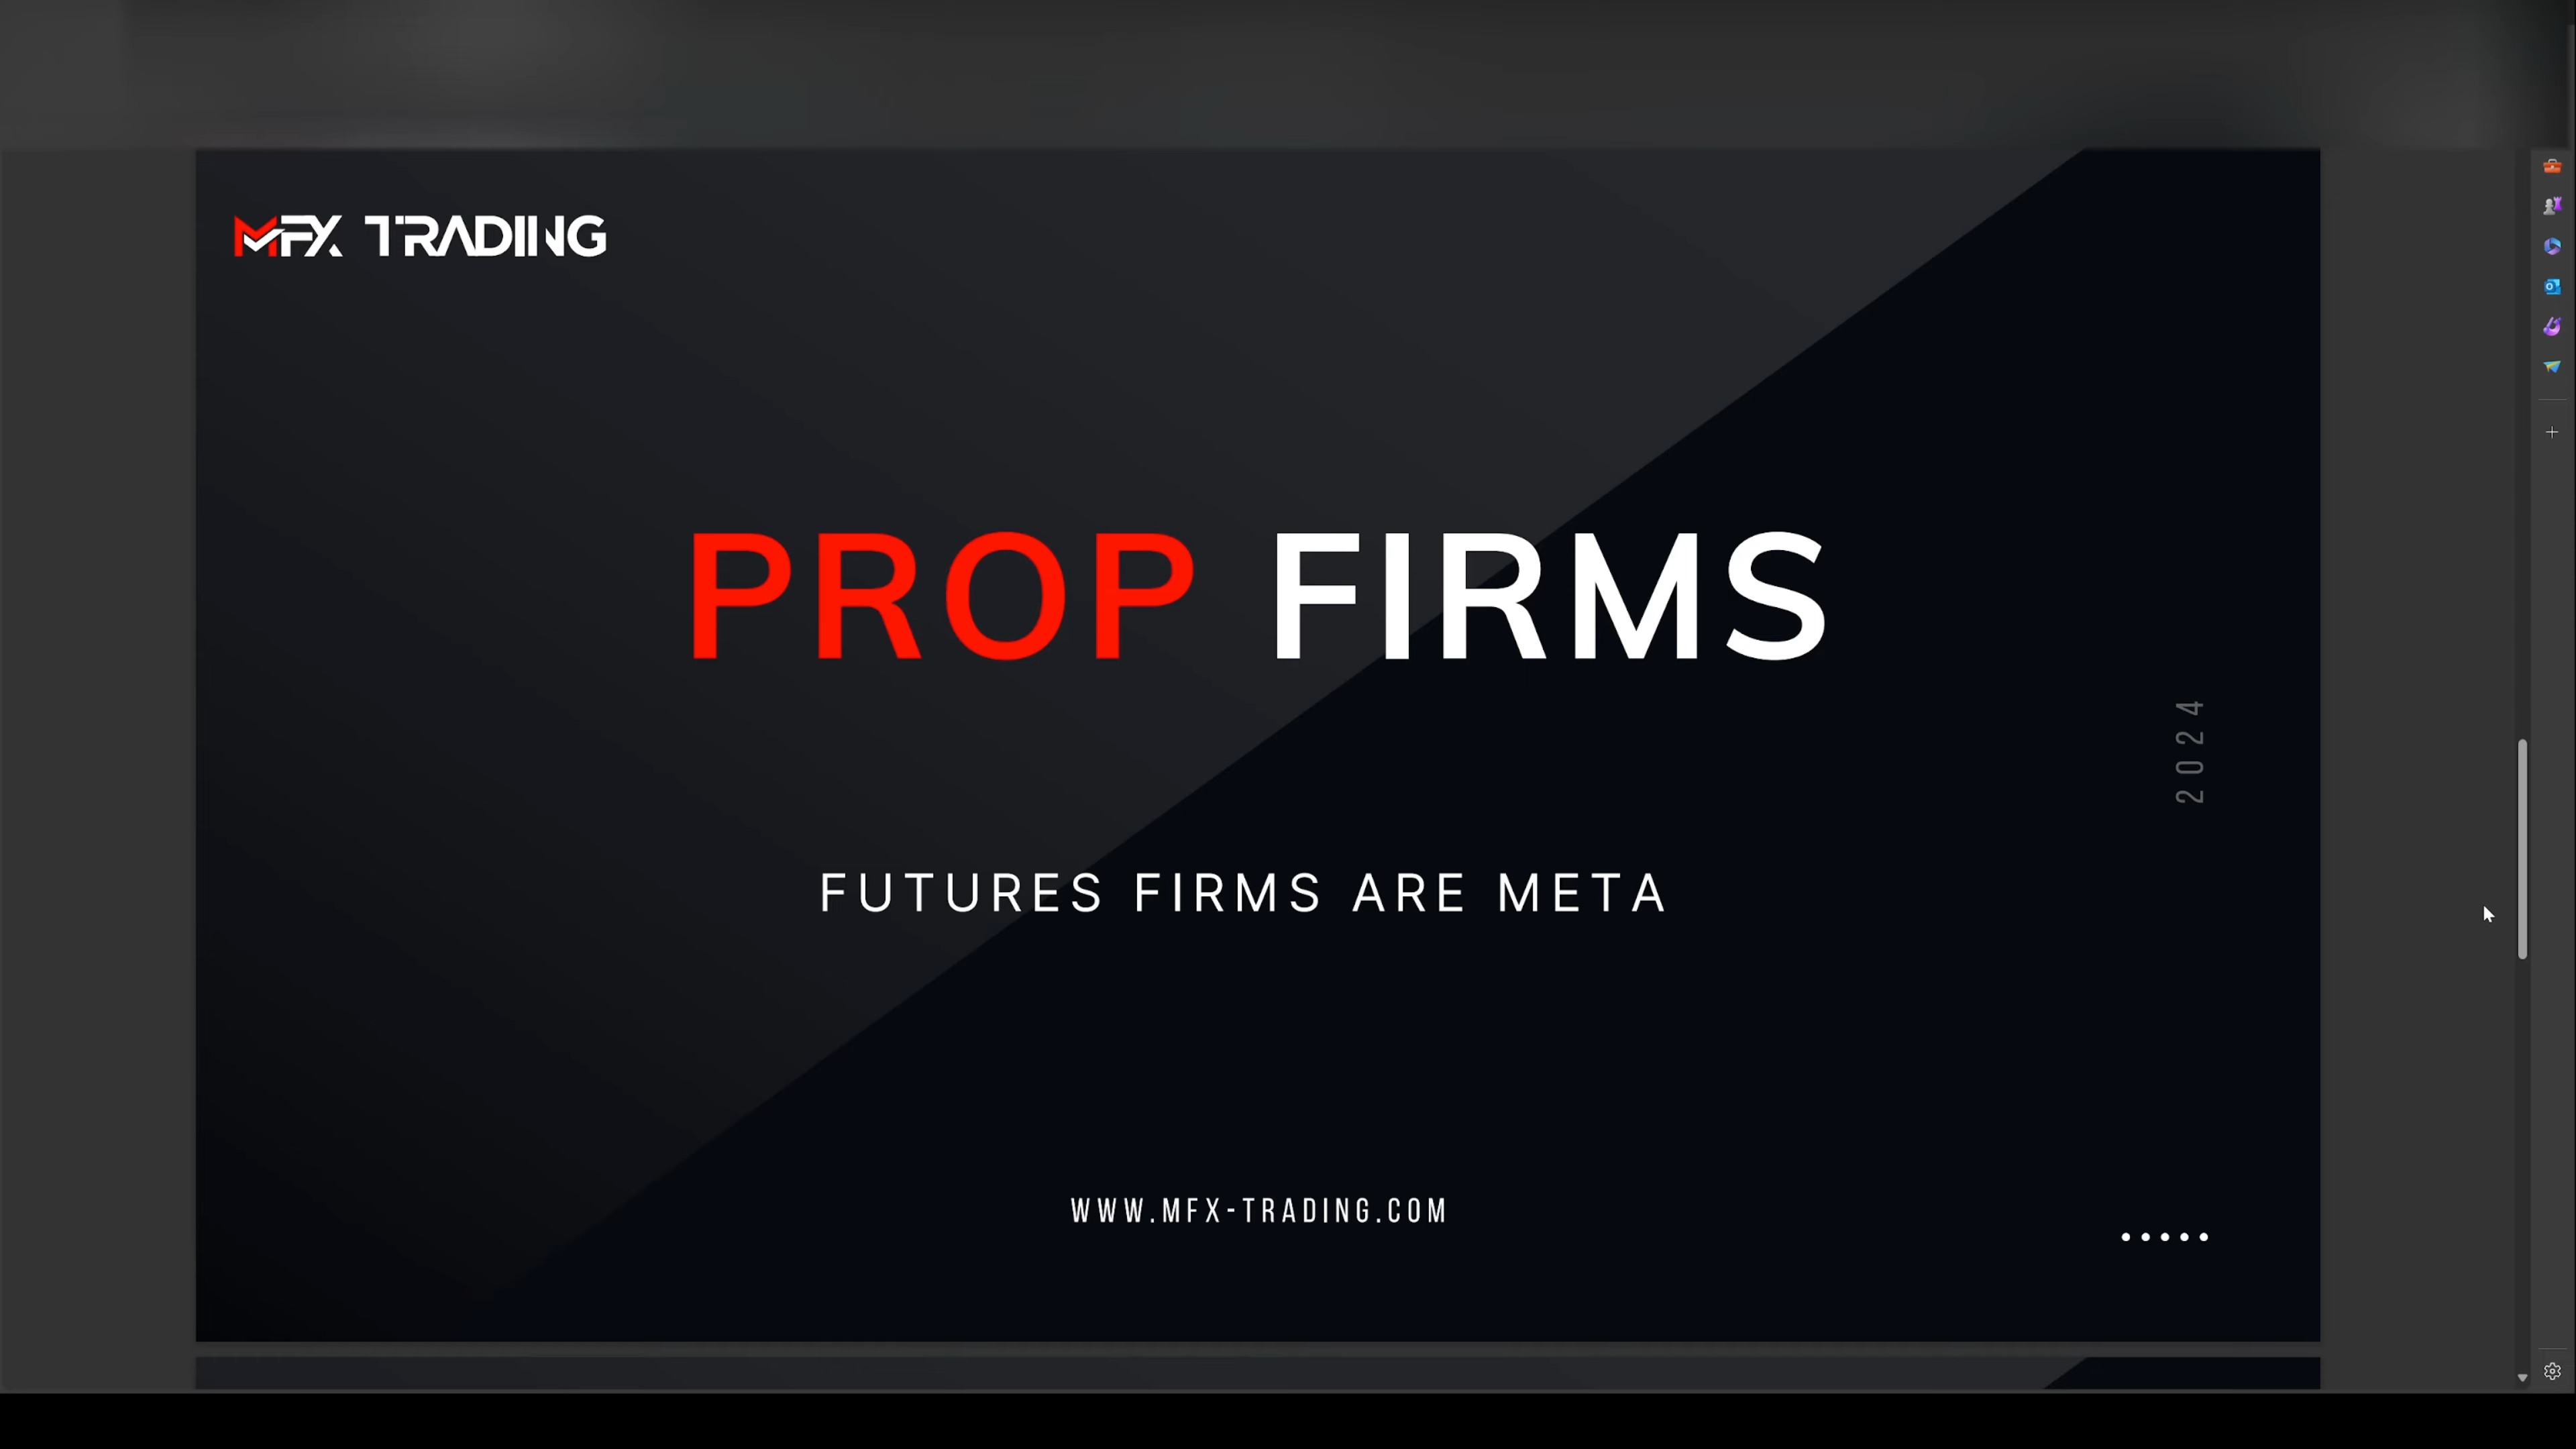 MFX TRADING
PROP FIRMS
2024
FUTURES FIRMS ARE META
WWW.MFX-TRADING.COM